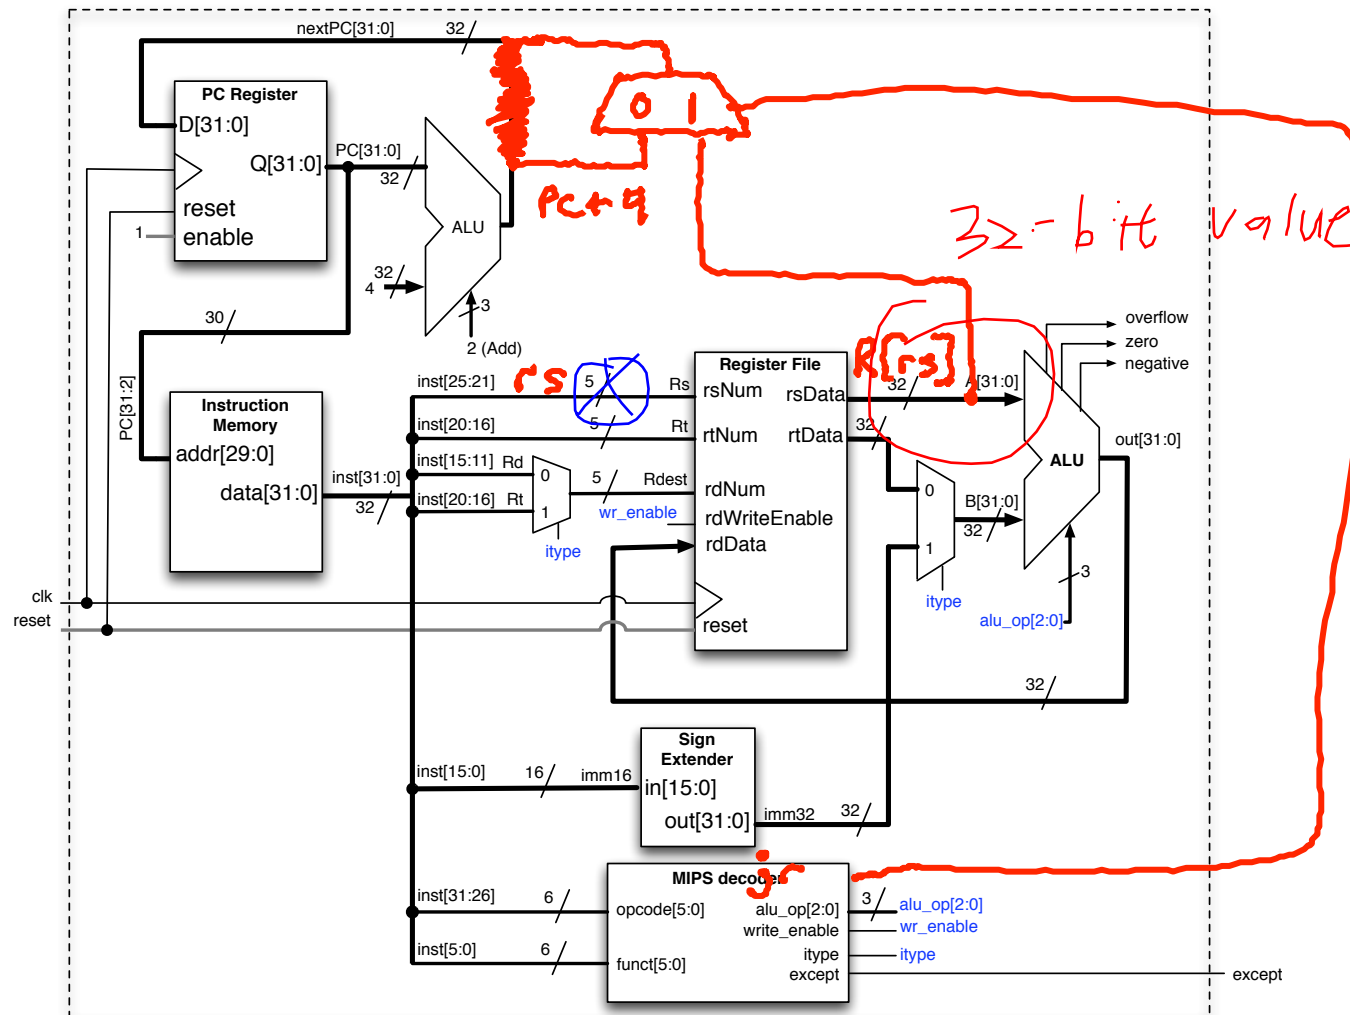 nextPC[31:0] 32
PC Register
D[31:0]
Q[31:0]
reset
enable
1
PC[31:0]
32
ALU
32
4
3
2 (Add)
0 1
PC+4
32-bit value
30
PC[31:2]
Instruction
Memory
addr[29:0]
data[31:0]
inst[31:0]
32
inst[25:21] rs 5 Rs
inst[20:16] 5 Rt
inst[15:11] Rd 0
inst[20:16] Rt 1
itype
5 Rdest
wr_enable
Register File
rsNum rsData
rtNum rtData
rdNum
rdWriteEnable
rdData
reset
R[rs]
32 A[31:0]
32
0
1
itype
B[31:0]
32
ALU
overflow
zero
negative
out[31:0]
3
alu_op[2:0]
clk
reset
32
Sign
Extender
in[15:0]
out[31:0]
inst[15:0] 16 imm16
imm32 32
jr
MIPS decoder
inst[31:26] 6 opcode[5:0]
inst[5:0] 6 funct[5:0]
alu_op[2:0] 3 alu_op[2:0]
write_enable wr_enable
itype itype
except except